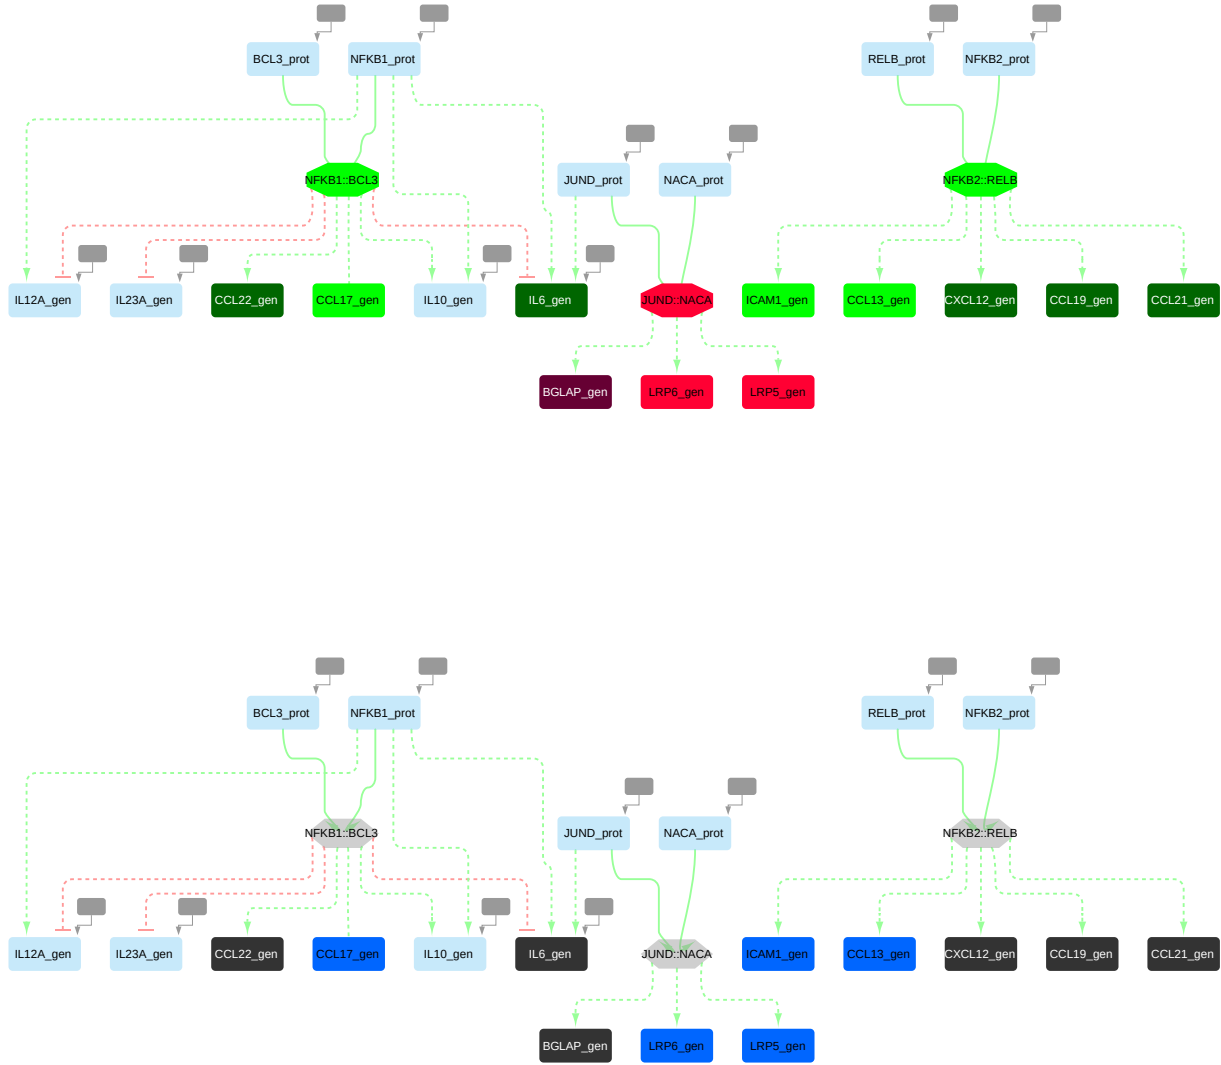 BCL3_prot
NFKB1_prot
RELB_prot
NFKB2_prot
JUND_prot
NACA_prot
NFKB1::BCL3
NFKB2::RELB
IL12A_gen
IL23A_gen
CCL22_gen
CCL17_gen
IL10_gen
IL6_gen
JUND::NACA
ICAM1_gen
CCL13_gen
CXCL12_gen
CCL19_gen
CCL21_gen
BGLAP_gen
LRP6_gen
LRP5_gen
BCL3_prot
NFKB1_prot
RELB_prot
NFKB2_prot
JUND_prot
NACA_prot
NFKB1::BCL3
NFKB2::RELB
IL12A_gen
IL23A_gen
CCL22_gen
CCL17_gen
IL10_gen
IL6_gen
JUND::NACA
ICAM1_gen
CCL13_gen
CXCL12_gen
CCL19_gen
CCL21_gen
BGLAP_gen
LRP6_gen
LRP5_gen